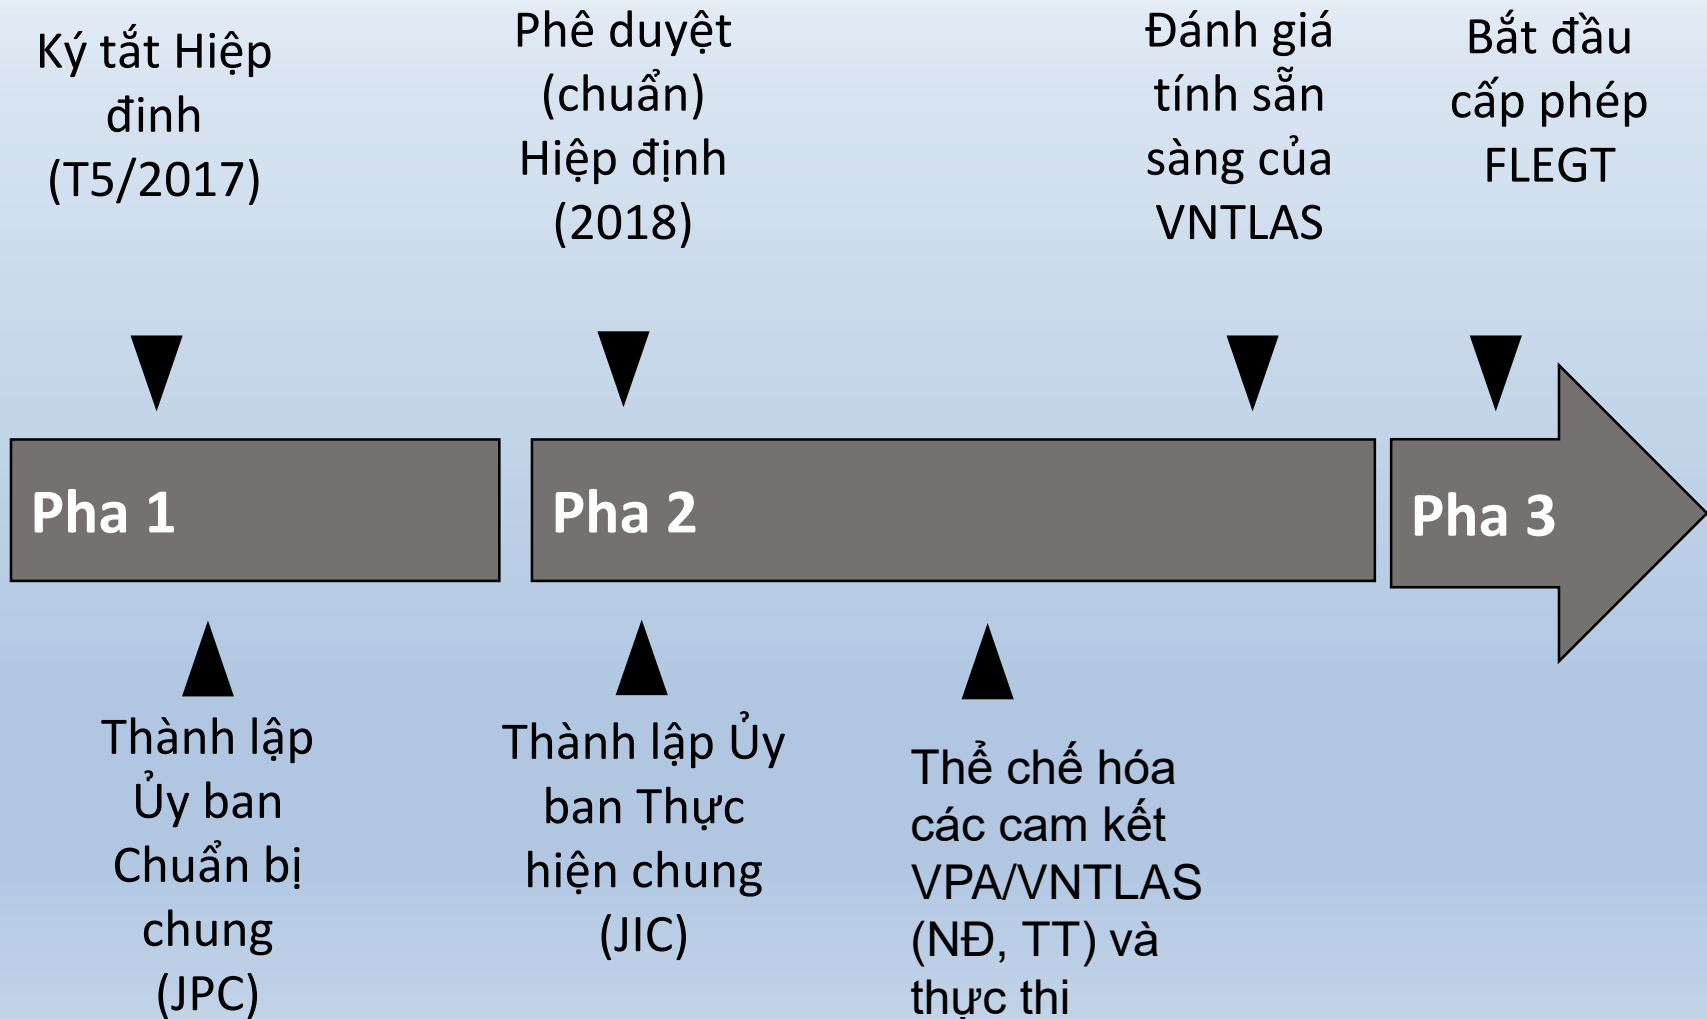 Ký tắt Hiệp
đinh
(T5/2017)
Phê duyệt
(chuẩn)
Hiệp định
(2018)
Đánh giá
tính sẵn
sàng của
VNTLAS
Bắt đầu
cấp phép
FLEGT
Pha 1
Pha 2
Pha 3
Thành lập
Ủy ban
Chuẩn bị
chung
(JPC)
Thành lập Ủy
ban Thực
hiện chung
(JIC)
Thể chế hóa
các cam kết
VPA/VNTLAS
(NĐ, TT) và
thực thi